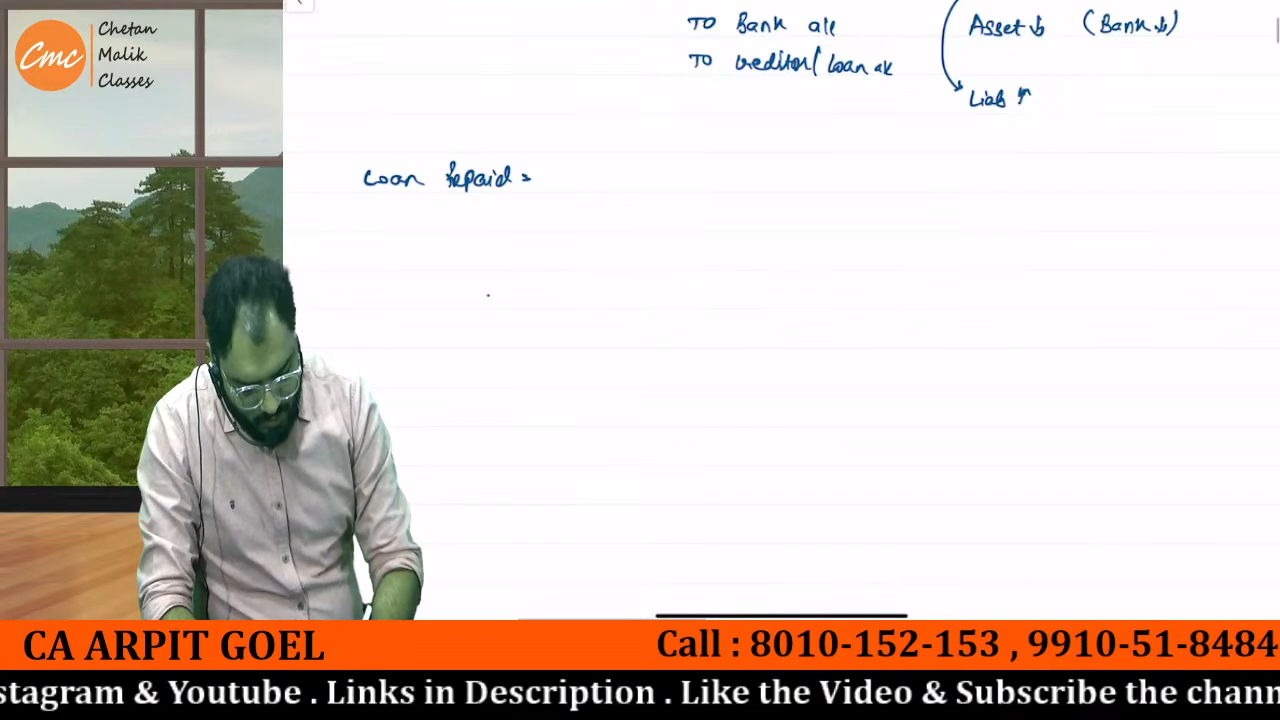 Chetan
Malik
Classes
cmc
TO Bank a/c
TO Creditor/ Loan a/c
Asset ↓ (Bank ↓)
Liab ↑
Loan Repaid =
CA ARPIT GOEL
Call : 8010-152-153 , 9910-51-8484
stagram & Youtube . Links in Description . Like the Video & Subscribe the chann